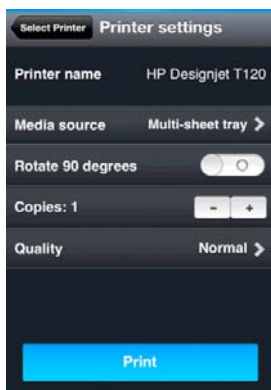 Select Printer Printer settings
Printer name HP Designjet T120
Media source Multi-sheet tray
Rotate 90 degrees
Copies: 1 - +
Quality Normal
Print